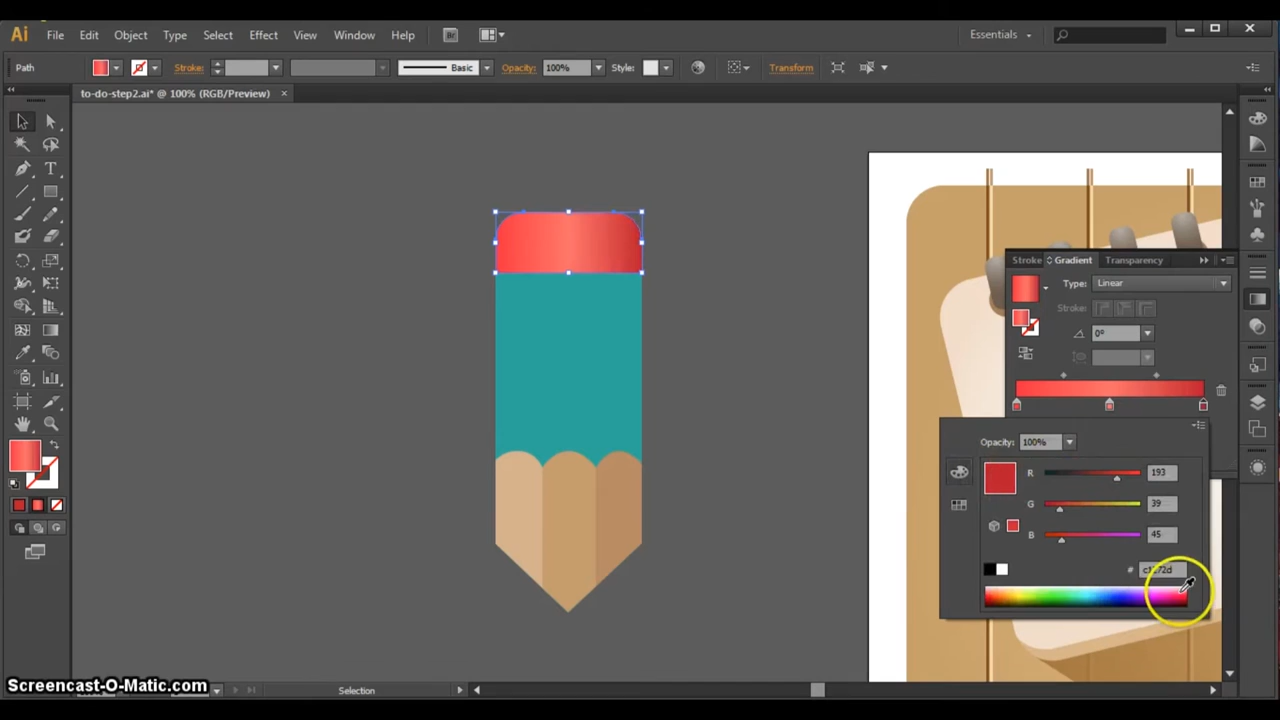 Ai File Edit Object Type Select Effect View Window Help Br Essentials
Path Stroke: Basic Opacity: 100% Style: Transform
to-do-step2.ai* @ 100% (RGB/Preview) ×
T
Stroke Gradient Transparency
Type: Linear
Stroke:
0°
Opacity: 100%
R 193
G 39
B 45
#
Screencast-O-Matic.com Selection